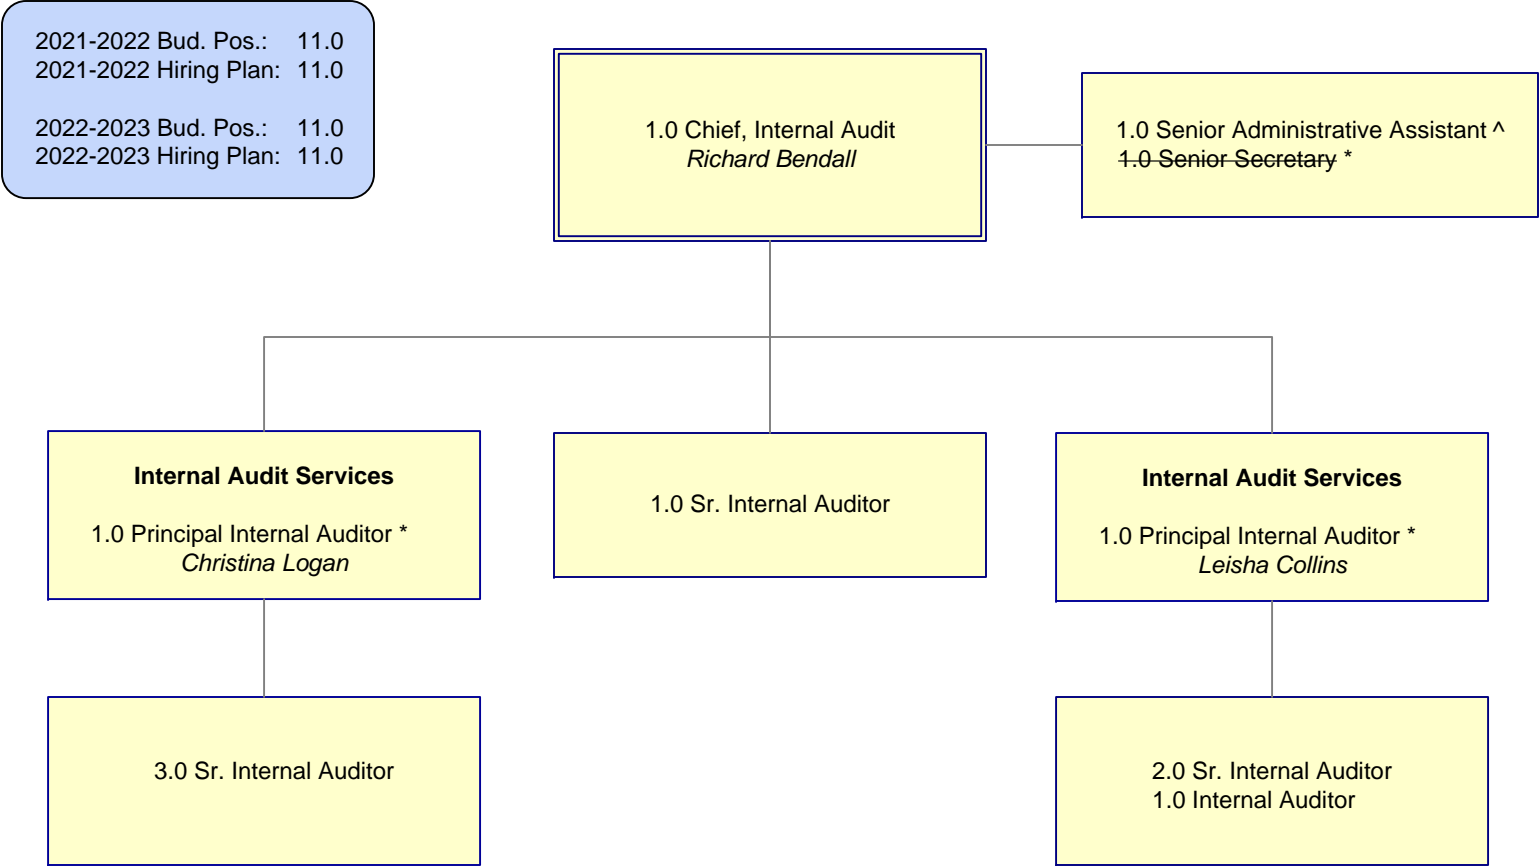 2021-2022 Bud. Pos.: 11.0
2021-2022 Hiring Plan: 11.0
2022-2023 Bud. Pos.: 11.0
2022-2023 Hiring Plan: 11.0
1.0 Chief, Internal Audit
Richard Bendall
1.0 Senior Administrative Assistant ^
1.0 Senior Secretary *
Internal Audit Services
1.0 Principal Internal Auditor *
Christina Logan
1.0 Sr. Internal Auditor
Internal Audit Services
1.0 Principal Internal Auditor *
Leisha Collins
3.0 Sr. Internal Auditor
2.0 Sr. Internal Auditor
1.0 Internal Auditor